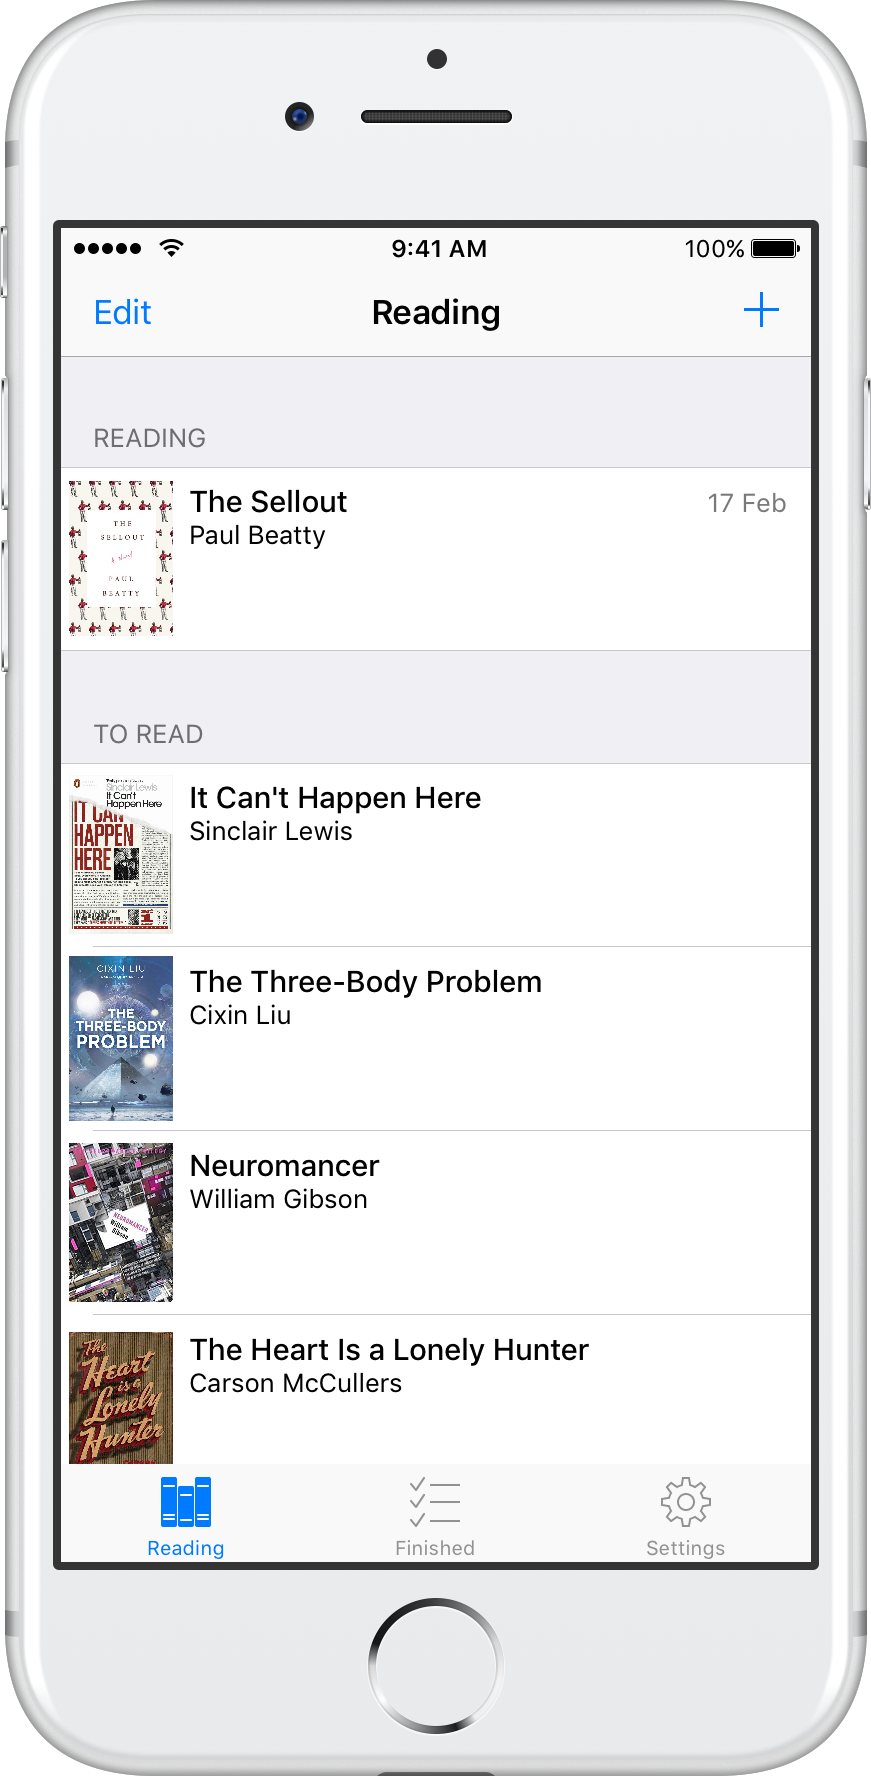 9:41 AM
100%
Edit
Reading
READING
THE
SELLOUT
A Novel
PAUL
BEATTY
The Sellout
17 Feb
Paul Beatty
TO READ
Sinclair Lewis
It Can't
Happen Here
IT CAN'T
HAPPEN
HERE
It Can't Happen Here
Sinclair Lewis
CIXIN LIU
THE
THREE-BODY
PROBLEM
The Three-Body Problem
Cixin Liu
NEUROMANCER
William
Gibson
Neuromancer
William Gibson
The
Heart
is a
Lonely
Hunter
The Heart Is a Lonely Hunter
Carson McCullers
Reading
Finished
Settings